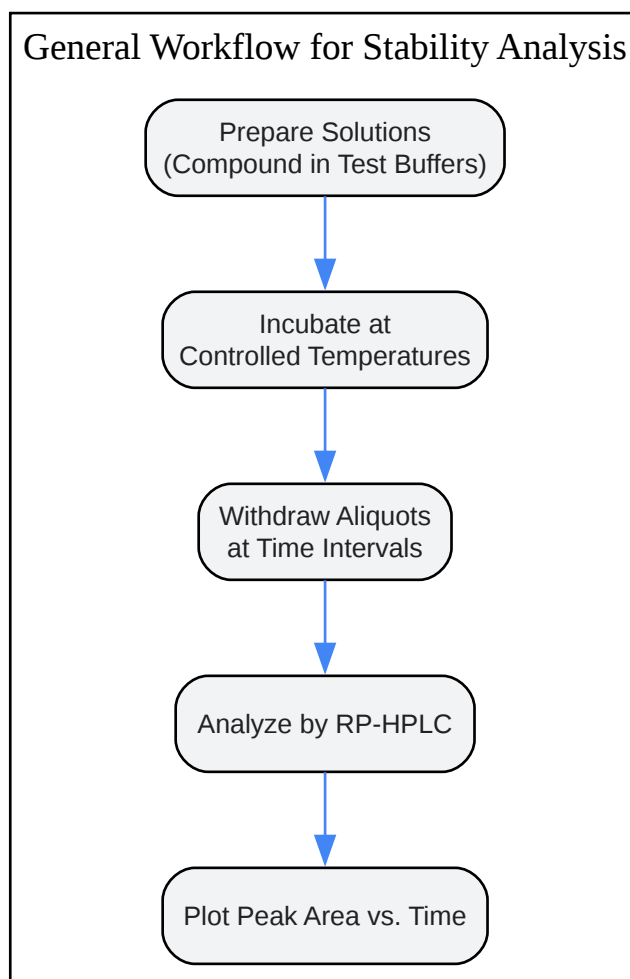 General Workflow for Stability Analysis
Prepare Solutions
(Compound in Test Buffers)
Incubate at
Controlled Temperatures
Withdraw Aliquots
at Time Intervals
Analyze by RP-HPLC
Plot Peak Area vs. Time